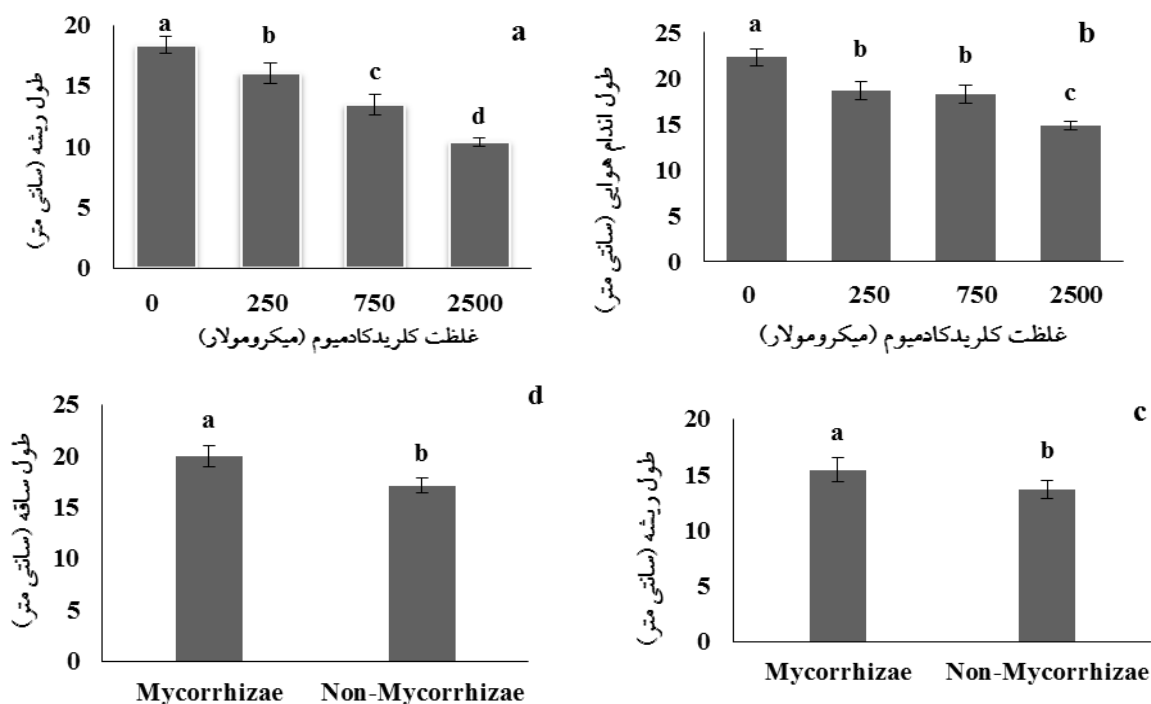 a
طول ریشه (سانتی متر)
20
15
10
5
0
a
b
c
d
0 250 750 2500
غلظت کلریدکادمیوم (میکرومولار)
b
طول اندام هوایی (سانتی متر)
25
20
15
10
5
0
a
b
b
c
0 250 750 2500
غلظت کلریدکادمیوم (میکرومولار)
d
طول ساقه (سانتی متر)
25
20
15
10
5
0
a
b
Mycorrhizae Non-Mycorrhizae
c
طول ریشه (سانتی متر)
20
15
10
5
0
a
b
Mycorrhizae Non-Mycorrhizae